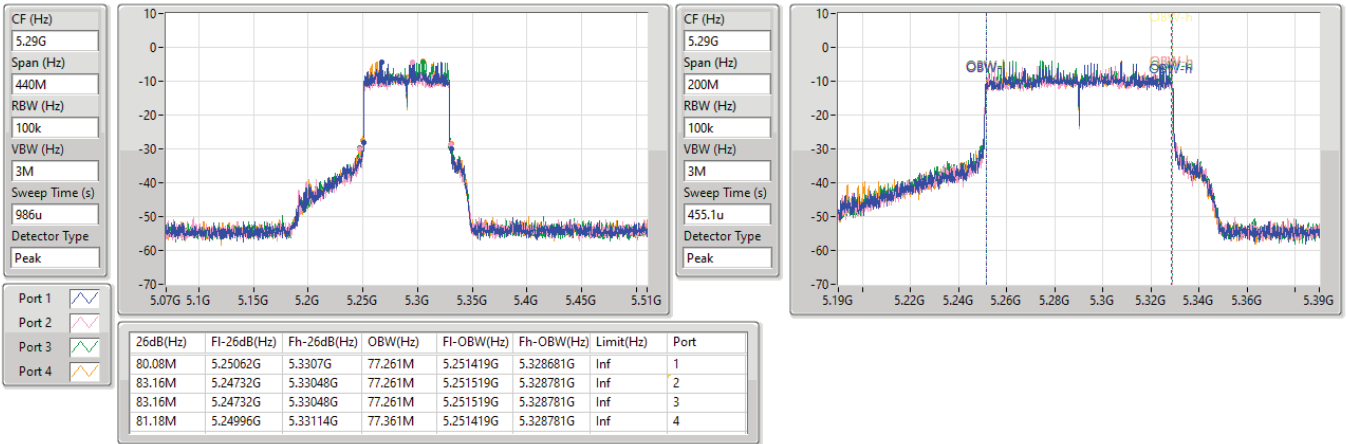 CF (Hz)
5.29G
Span (Hz)
440M
RBW (Hz)
100k
VBW (Hz)
3M
Sweep Time (s)
986u
Detector Type
Peak
10
0
-10
-20
-30
-40
-50
-60
-70
5.07G 5.1G 5.15G 5.2G 5.25G 5.3G 5.35G 5.4G 5.45G 5.51G
CF (Hz)
5.29G
Span (Hz)
200M
RBW (Hz)
100k
VBW (Hz)
3M
Sweep Time (s)
455.1u
Detector Type
Peak
10
0
-10
-20
-30
-40
-50
-60
-70
OBW-h
OBW-
OBW-h
OBW-h
5.19G 5.22G 5.24G 5.26G 5.28G 5.3G 5.32G 5.34G 5.36G 5.39G
Port 1
Port 2
Port 3
Port 4
26dB(Hz) Fl-26dB(Hz) Fh-26dB(Hz) OBW(Hz) Fl-OBW(Hz) Fh-OBW(Hz) Limit(Hz) Port
80.08M 5.25062G 5.3307G 77.261M 5.251419G 5.328681G Inf 1
83.16M 5.24732G 5.33048G 77.261M 5.251519G 5.328781G Inf 2
83.16M 5.24732G 5.33048G 77.261M 5.251519G 5.328781G Inf 3
81.18M 5.24996G 5.33114G 77.361M 5.251419G 5.328781G Inf 4